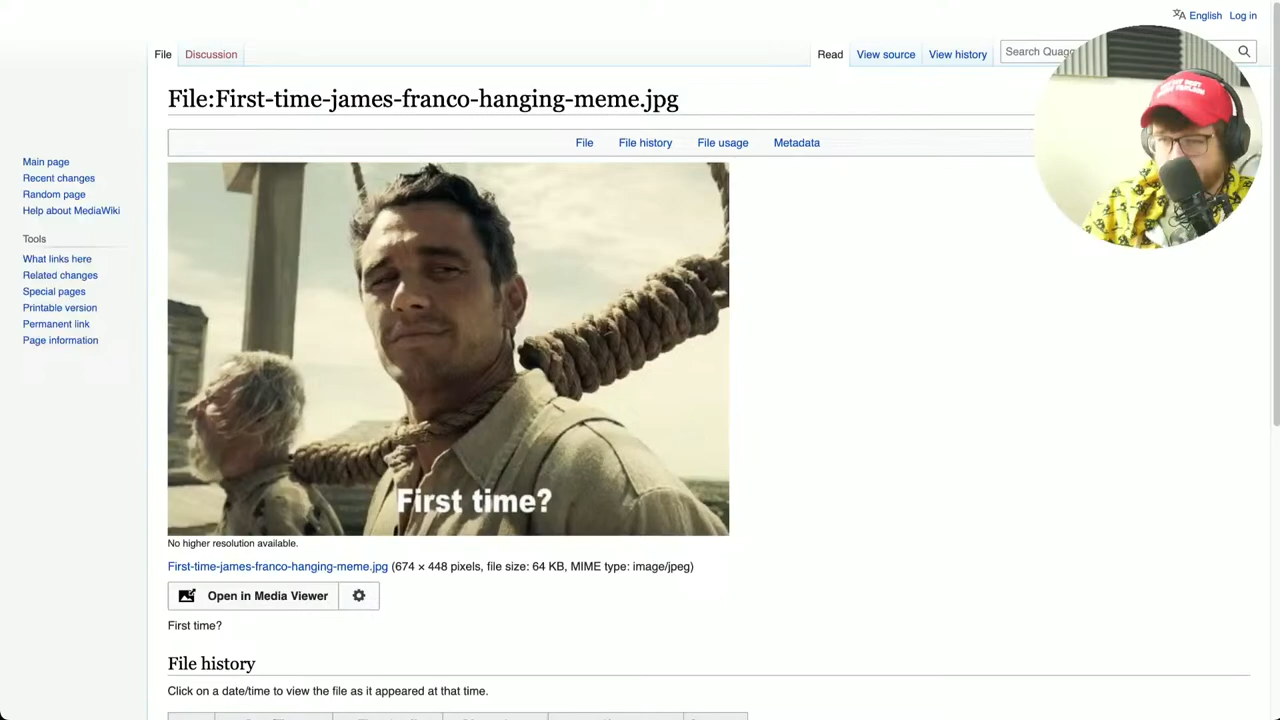 English Log in
File Discussion Read View source View history Search Quagg
File:First-time-james-franco-hanging-meme.jpg
File File history File usage Metadata
Main page
Recent changes
Random page
Help about MediaWiki
Tools
What links here
Related changes
Special pages
Printable version
Permanent link
Page information
First time?
No higher resolution available.
First-time-james-franco-hanging-meme.jpg (674 × 448 pixels, file size: 64 KB, MIME type: image/jpeg)
Open in Media Viewer
First time?
File history
Click on a date/time to view the file as it appeared at that time.